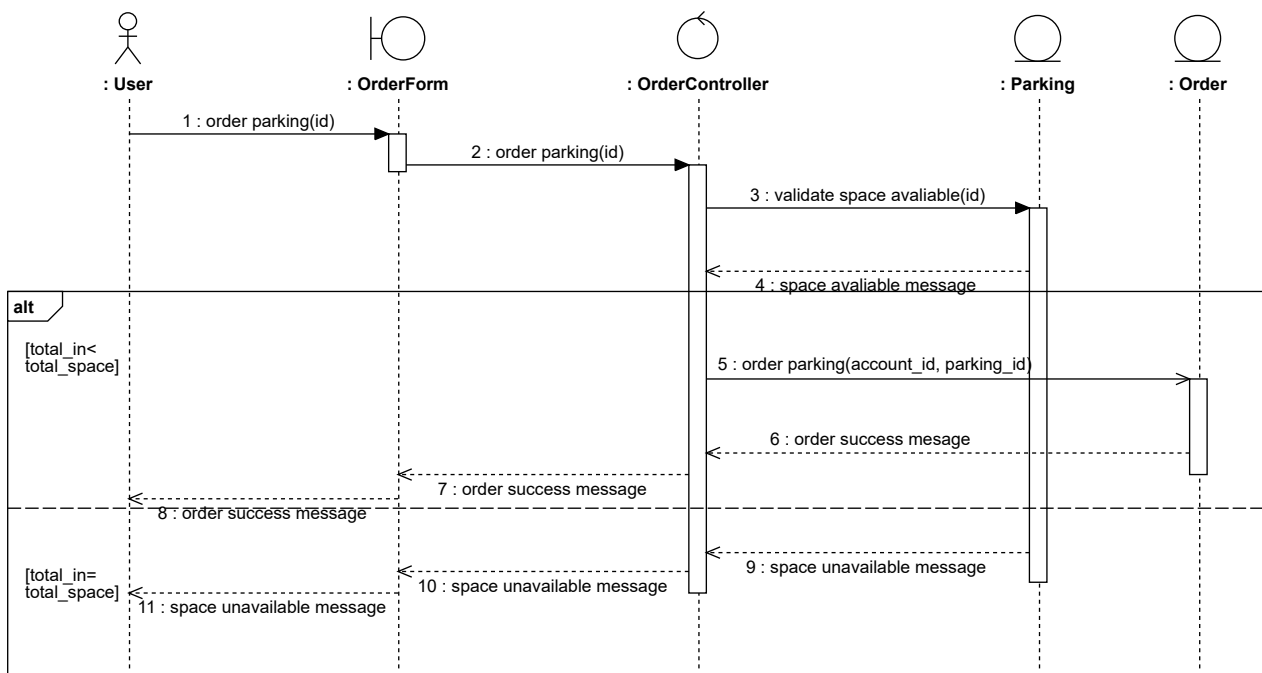 : User
: OrderForm
: OrderController
: Parking
: Order
1 : order parking(id)
2 : order parking(id)
3 : validate space avaliable(id)
4 : space avaliable message
alt
[total_in<
total_space]
5 : order parking(account_id, parking_id)
6 : order success mesage
7 : order success message
8 : order success message
9 : space unavailable message
[total_in=
total_space]
10 : space unavailable message
11 : space unavailable message